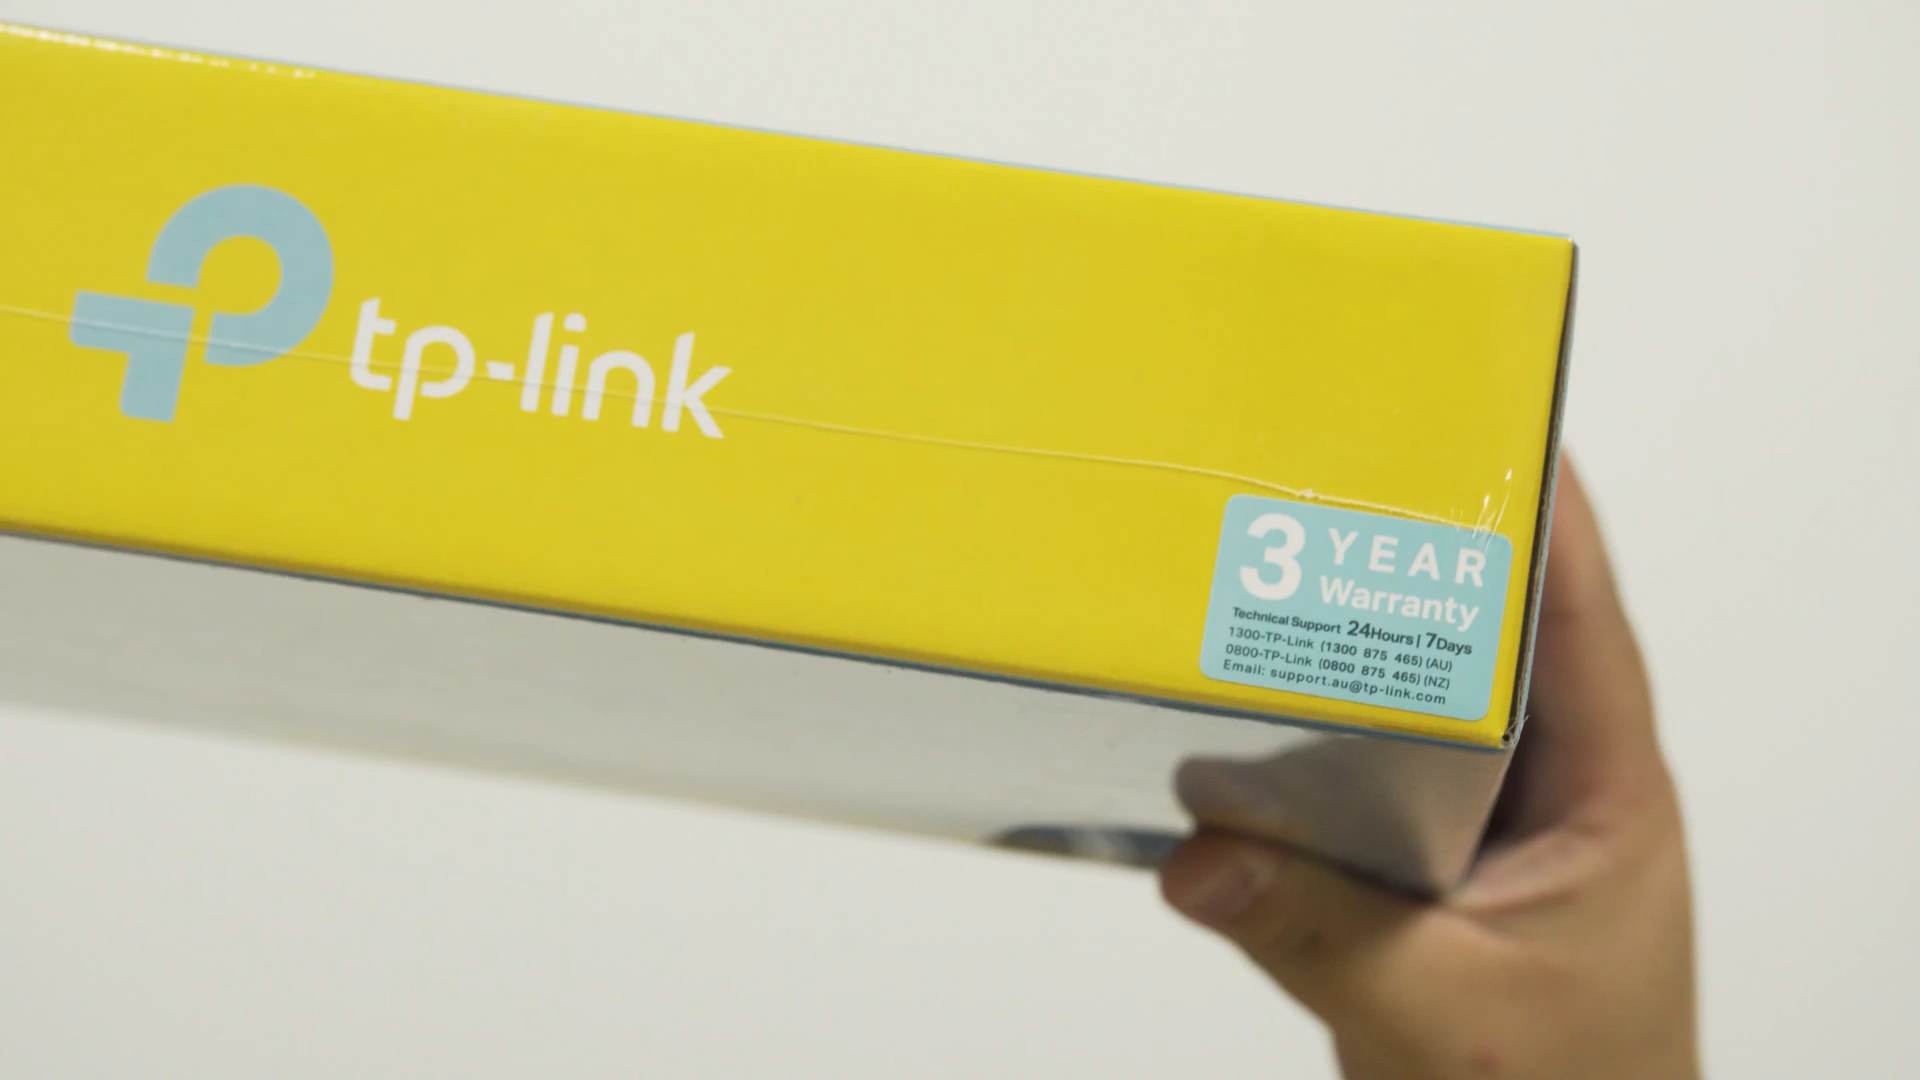 tp-link
3 YEAR
Warranty
Technical Support 24Hours | 7Days
1300-TP-Link (1300 875 465) (AU)
0800-TP-Link (0800 875 465) (NZ)
Email: support.au@tp-link.com